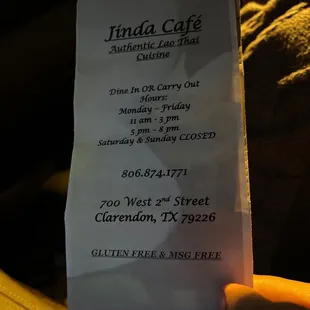 Jinda Café
Authentic Lao Thai
Cuisine
Dine In OR Carry Out
Hours:
Monday – Friday
11 am - 3 pm
5 pm - 8 pm
Saturday & Sunday CLOSED
806.874.1771
700 West 2nd Street
Clarendon, TX 79226
GLUTEN FREE & MSG FREE